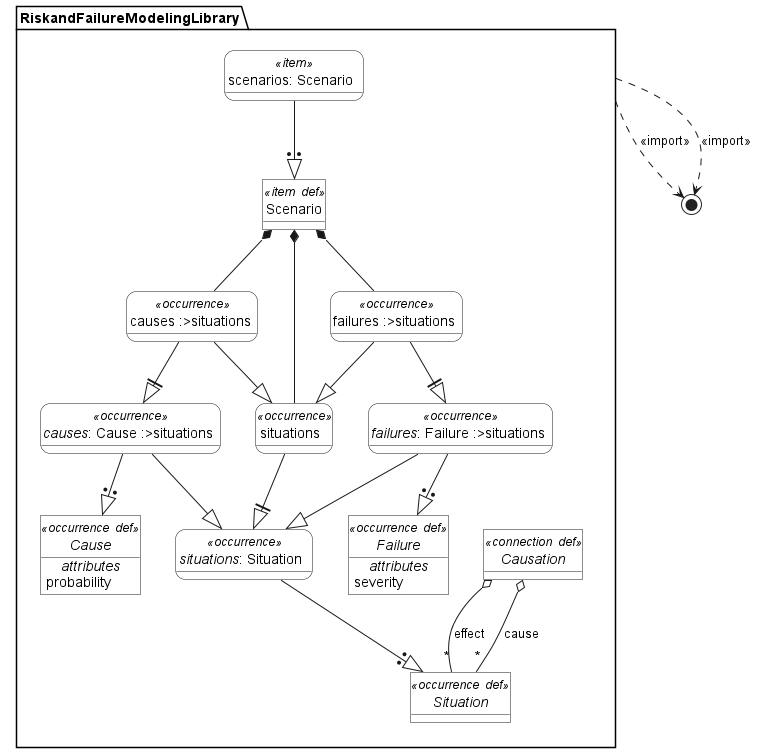 RiskandFailureModelingLibrary
«item»
scenarios: Scenario
«import»
«import»
«item def»
Scenario
«occurrence»
causes :>situations
«occurrence»
failures :>situations
«occurrence»
causes: Cause :>situations
«occurrence»
situations
«occurrence»
failures: Failure :>situations
«occurrence def»
Cause
attributes
probability
«occurrence»
situations: Situation
«occurrence def»
Failure
attributes
severity
«connection def»
Causation
effect
cause
*
*
«occurrence def»
Situation